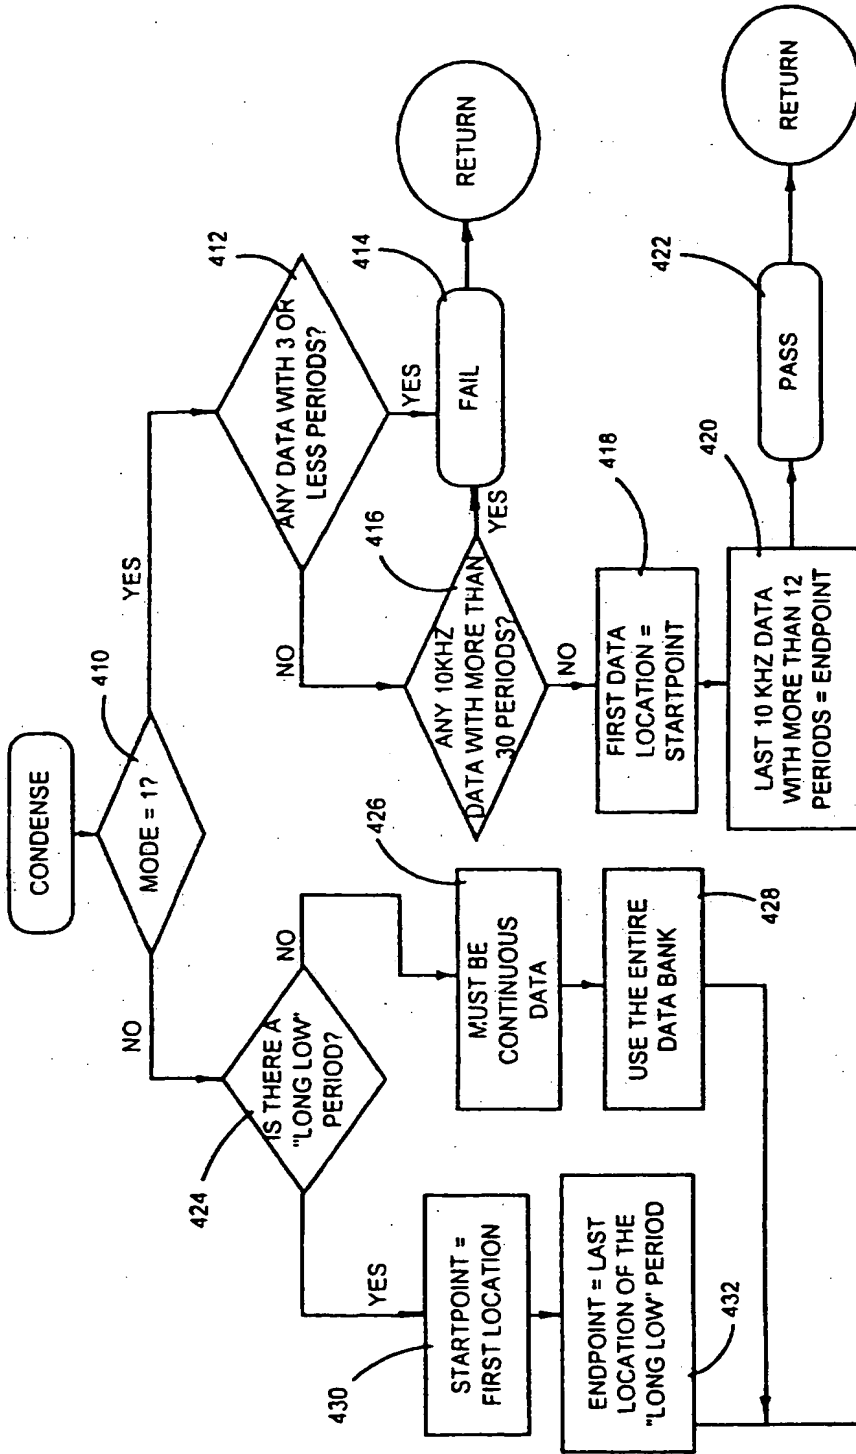 CONDENSE
410
MODE = 1?
NO
YES
424
IS THERE A
"LONG LOW"
PERIOD?
YES
NO
430
STARTPOINT =
FIRST LOCATION
ENDPOINT = LAST
LOCATION OF THE
"LONG LOW" PERIOD
432
426
MUST BE
CONTINUOUS
DATA
USE THE ENTIRE
DATA BANK
428
412
ANY DATA WITH 3 OR
LESS PERIODS?
NO
YES
416
ANY 10KHZ
DATA WITH MORE THAN
30 PERIODS?
YES
NO
414
FAIL
RETURN
418
FIRST DATA
LOCATION =
STARTPOINT
420
LAST 10 KHZ DATA
WITH MORE THAN 12
PERIODS = ENDPOINT
422
PASS
RETURN